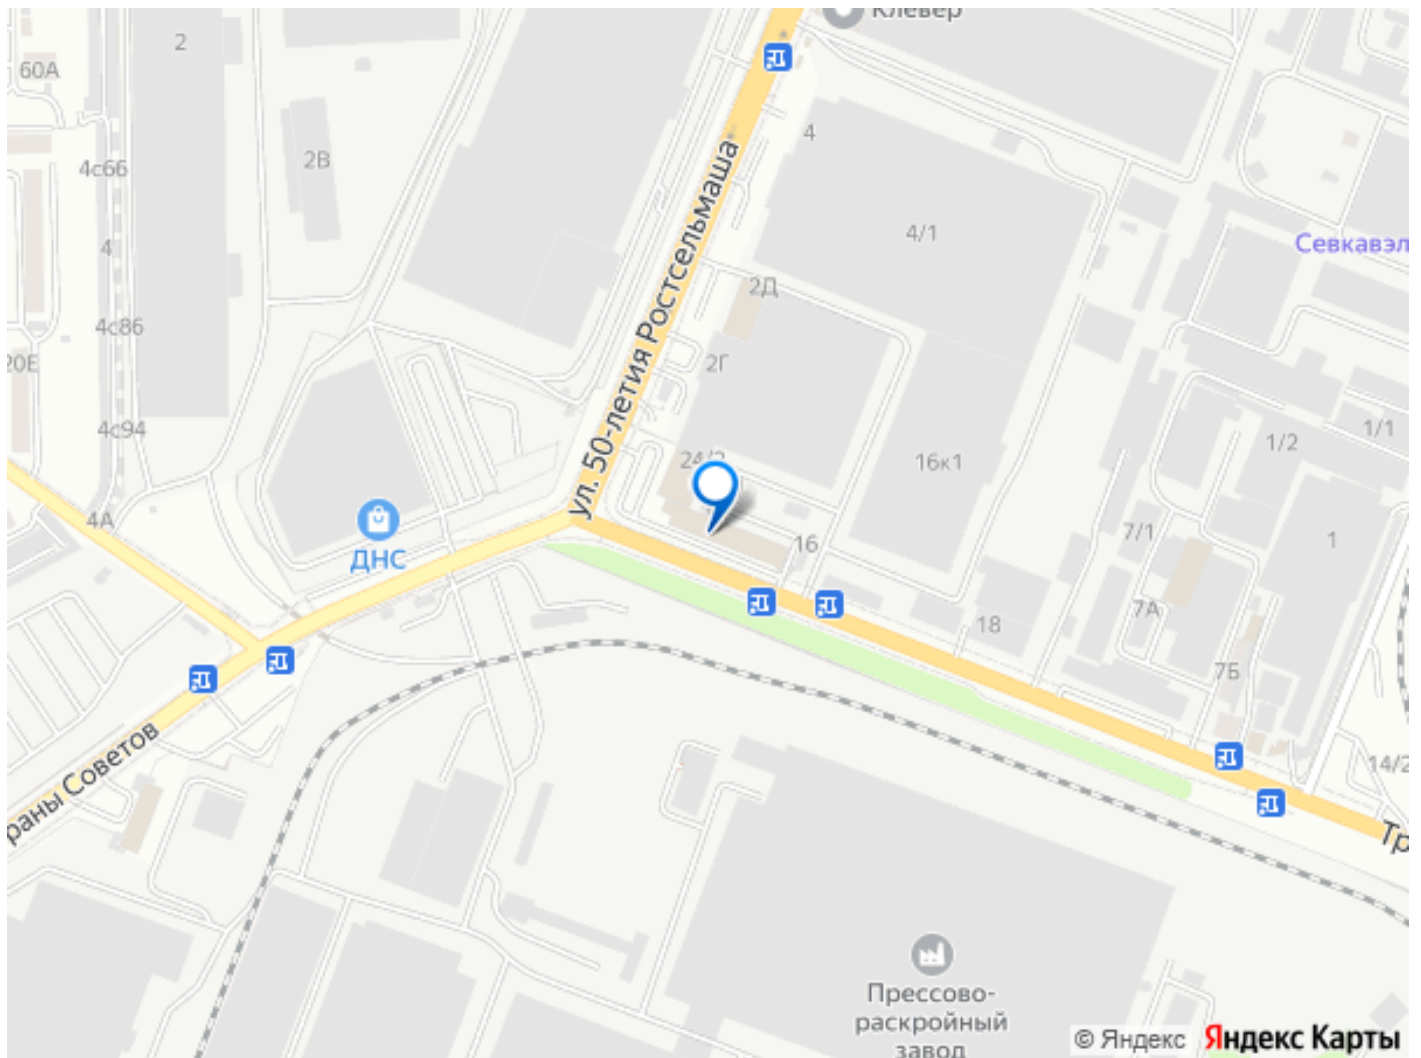 Клевер
2
60А
4
2В
4с66
4/1
4
Севкавэл
2Д
ул. 50-летия Ростсельмаша
4с86
20Е
2Г
4с94
1/1
1/2
16к1
4А
7/1
1
16
ДНС
7А
18
7Б
раны Советов
14/2
Тр
Прессово-
раскройный
завод
© Яндекс Яндекс Карты